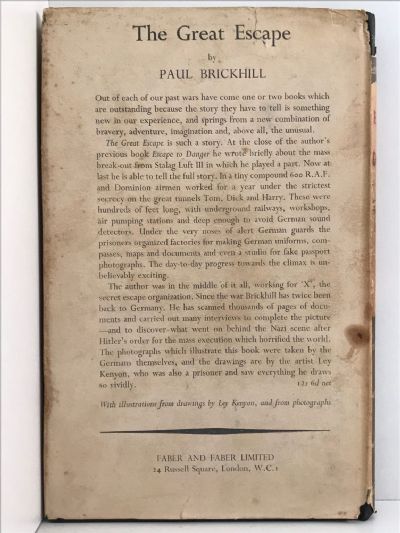 The Great Escape
by
PAUL BRICKHILL
Out of each of our past wars have come one or two books which
are outstanding because the story they have to tell is something
new in our experience, and springs from a new combination of
bravery, adventure, imagination and, above all, the unusual.
The Great Escape is such a story. At the close of the author's
previous book Escape to Danger he wrote briefly about the mass
break-out from Stalag Luft III in which he played a part. Now at
last he is able to tell the full story. In a tiny compound 600 R.A.F.
and Dominion airmen worked for a year under the strictest
secrecy on the great tunnels Tom, Dick and Harry. These were
hundreds of feet long, with underground railways, workshops,
air pumping stations and deep enough to avoid German sound
detectors. Under the very noses of alert German guards the
prisoners organized factories for making German uniforms, com-
passes, maps and documents and even a studio for fake passport
photographs. The day-to-day progress towards the climax is un-
believably exciting.
The author was in the middle of it all, working for 'X', the
secret escape organization. Since the war Brickhill has twice been
back to Germany. He has scanned thousands of pages of docu-
ments and carried out many interviews to complete the picture
—and to discover what went on behind the Nazi scene after
Hitler's order for the mass execution which horrified the world.
The photographs which illustrate this book were taken by the
Germans themselves, and the drawings are by the artist Ley
Kenyon, who was also a prisoner and saw everything he draws
so vividly. 12s 6d net
With illustrations from drawings by Ley Kenyon, and from photographs
FABER AND FABER LIMITED
24 Russell Square, London, W.C.1